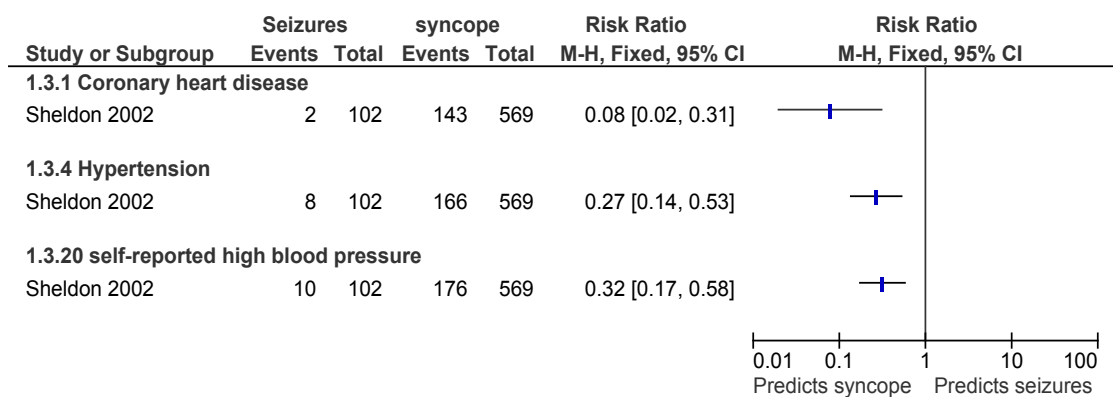 Seizures syncope Risk Ratio Risk Ratio
Study or Subgroup Events Total Events Total M-H, Fixed, 95% CI M-H, Fixed, 95% CI
1.3.1 Coronary heart disease
Sheldon 2002 2 102 143 569 0.08 [0.02, 0.31]
1.3.4 Hypertension
Sheldon 2002 8 102 166 569 0.27 [0.14, 0.53]
1.3.20 self-reported high blood pressure
Sheldon 2002 10 102 176 569 0.32 [0.17, 0.58]
0.01 0.1 1 10 100
Predicts syncope Predicts seizures